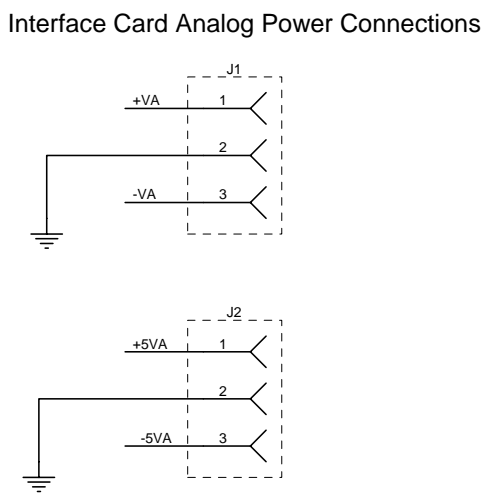 Interface Card Analog Power Connections
J1
+VA 1
2
-VA 3
J2
+5VA 1
2
-5VA 3